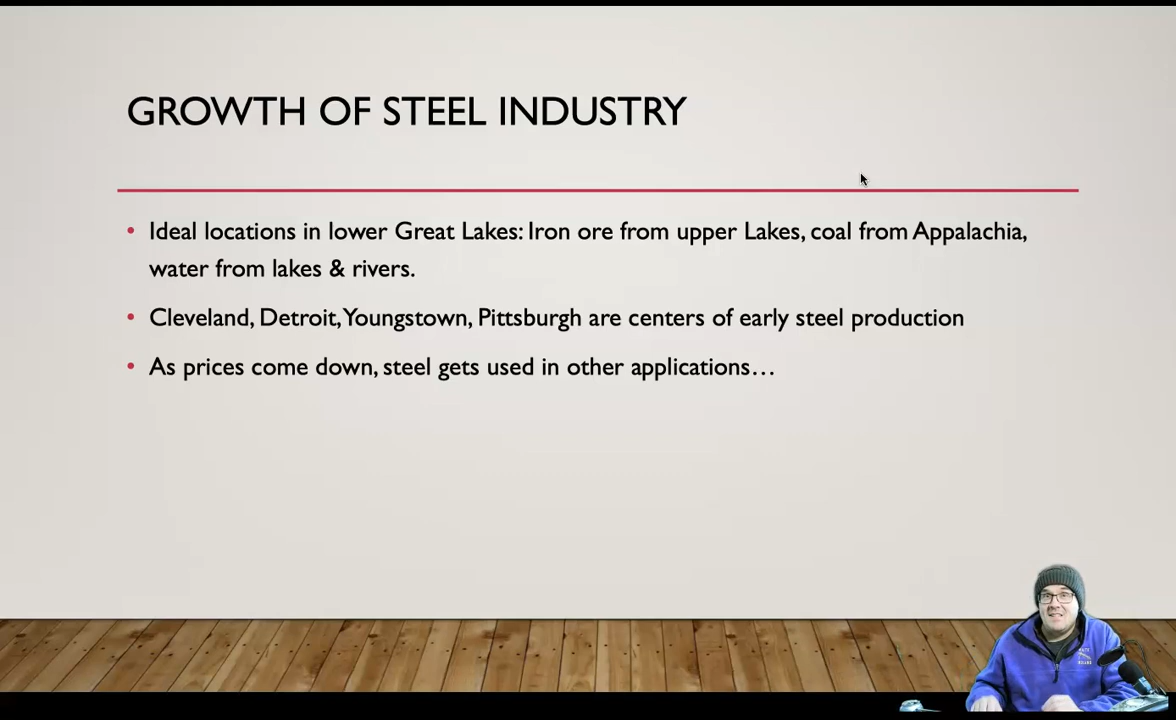 GROWTH OF STEEL INDUSTRY
• Ideal locations in lower Great Lakes: Iron ore from upper Lakes, coal from Appalachia,
water from lakes & rivers.
• Cleveland, Detroit, Youngstown, Pittsburgh are centers of early steel production
• As prices come down, steel gets used in other applications…